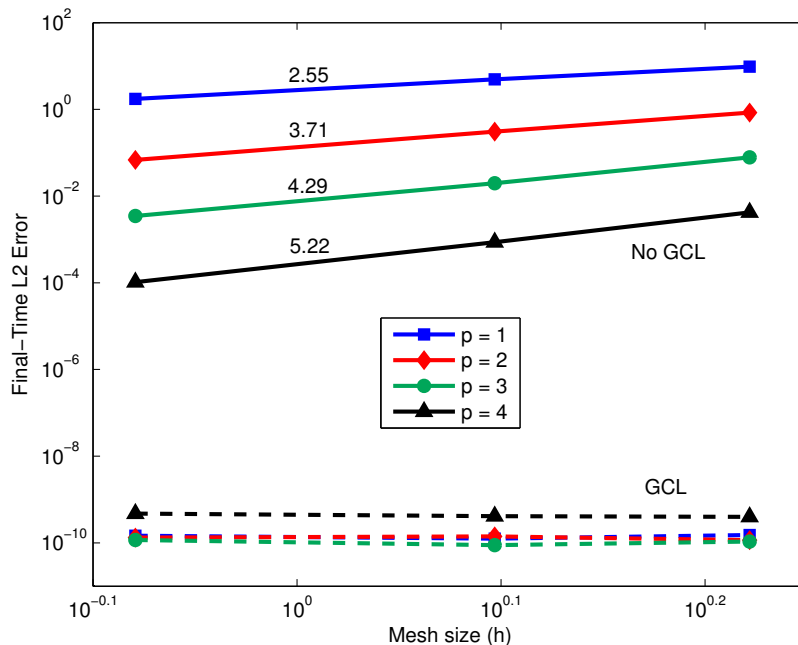 10^2
10^0
10^−2
10^−4
10^−6
10^−8
10^−10
Final−Time L2 Error
2.55
3.71
4.29
5.22
No GCL
p = 1
p = 2
p = 3
p = 4
GCL
10^−0.1
10^0
10^0.1
10^0.2
Mesh size (h)